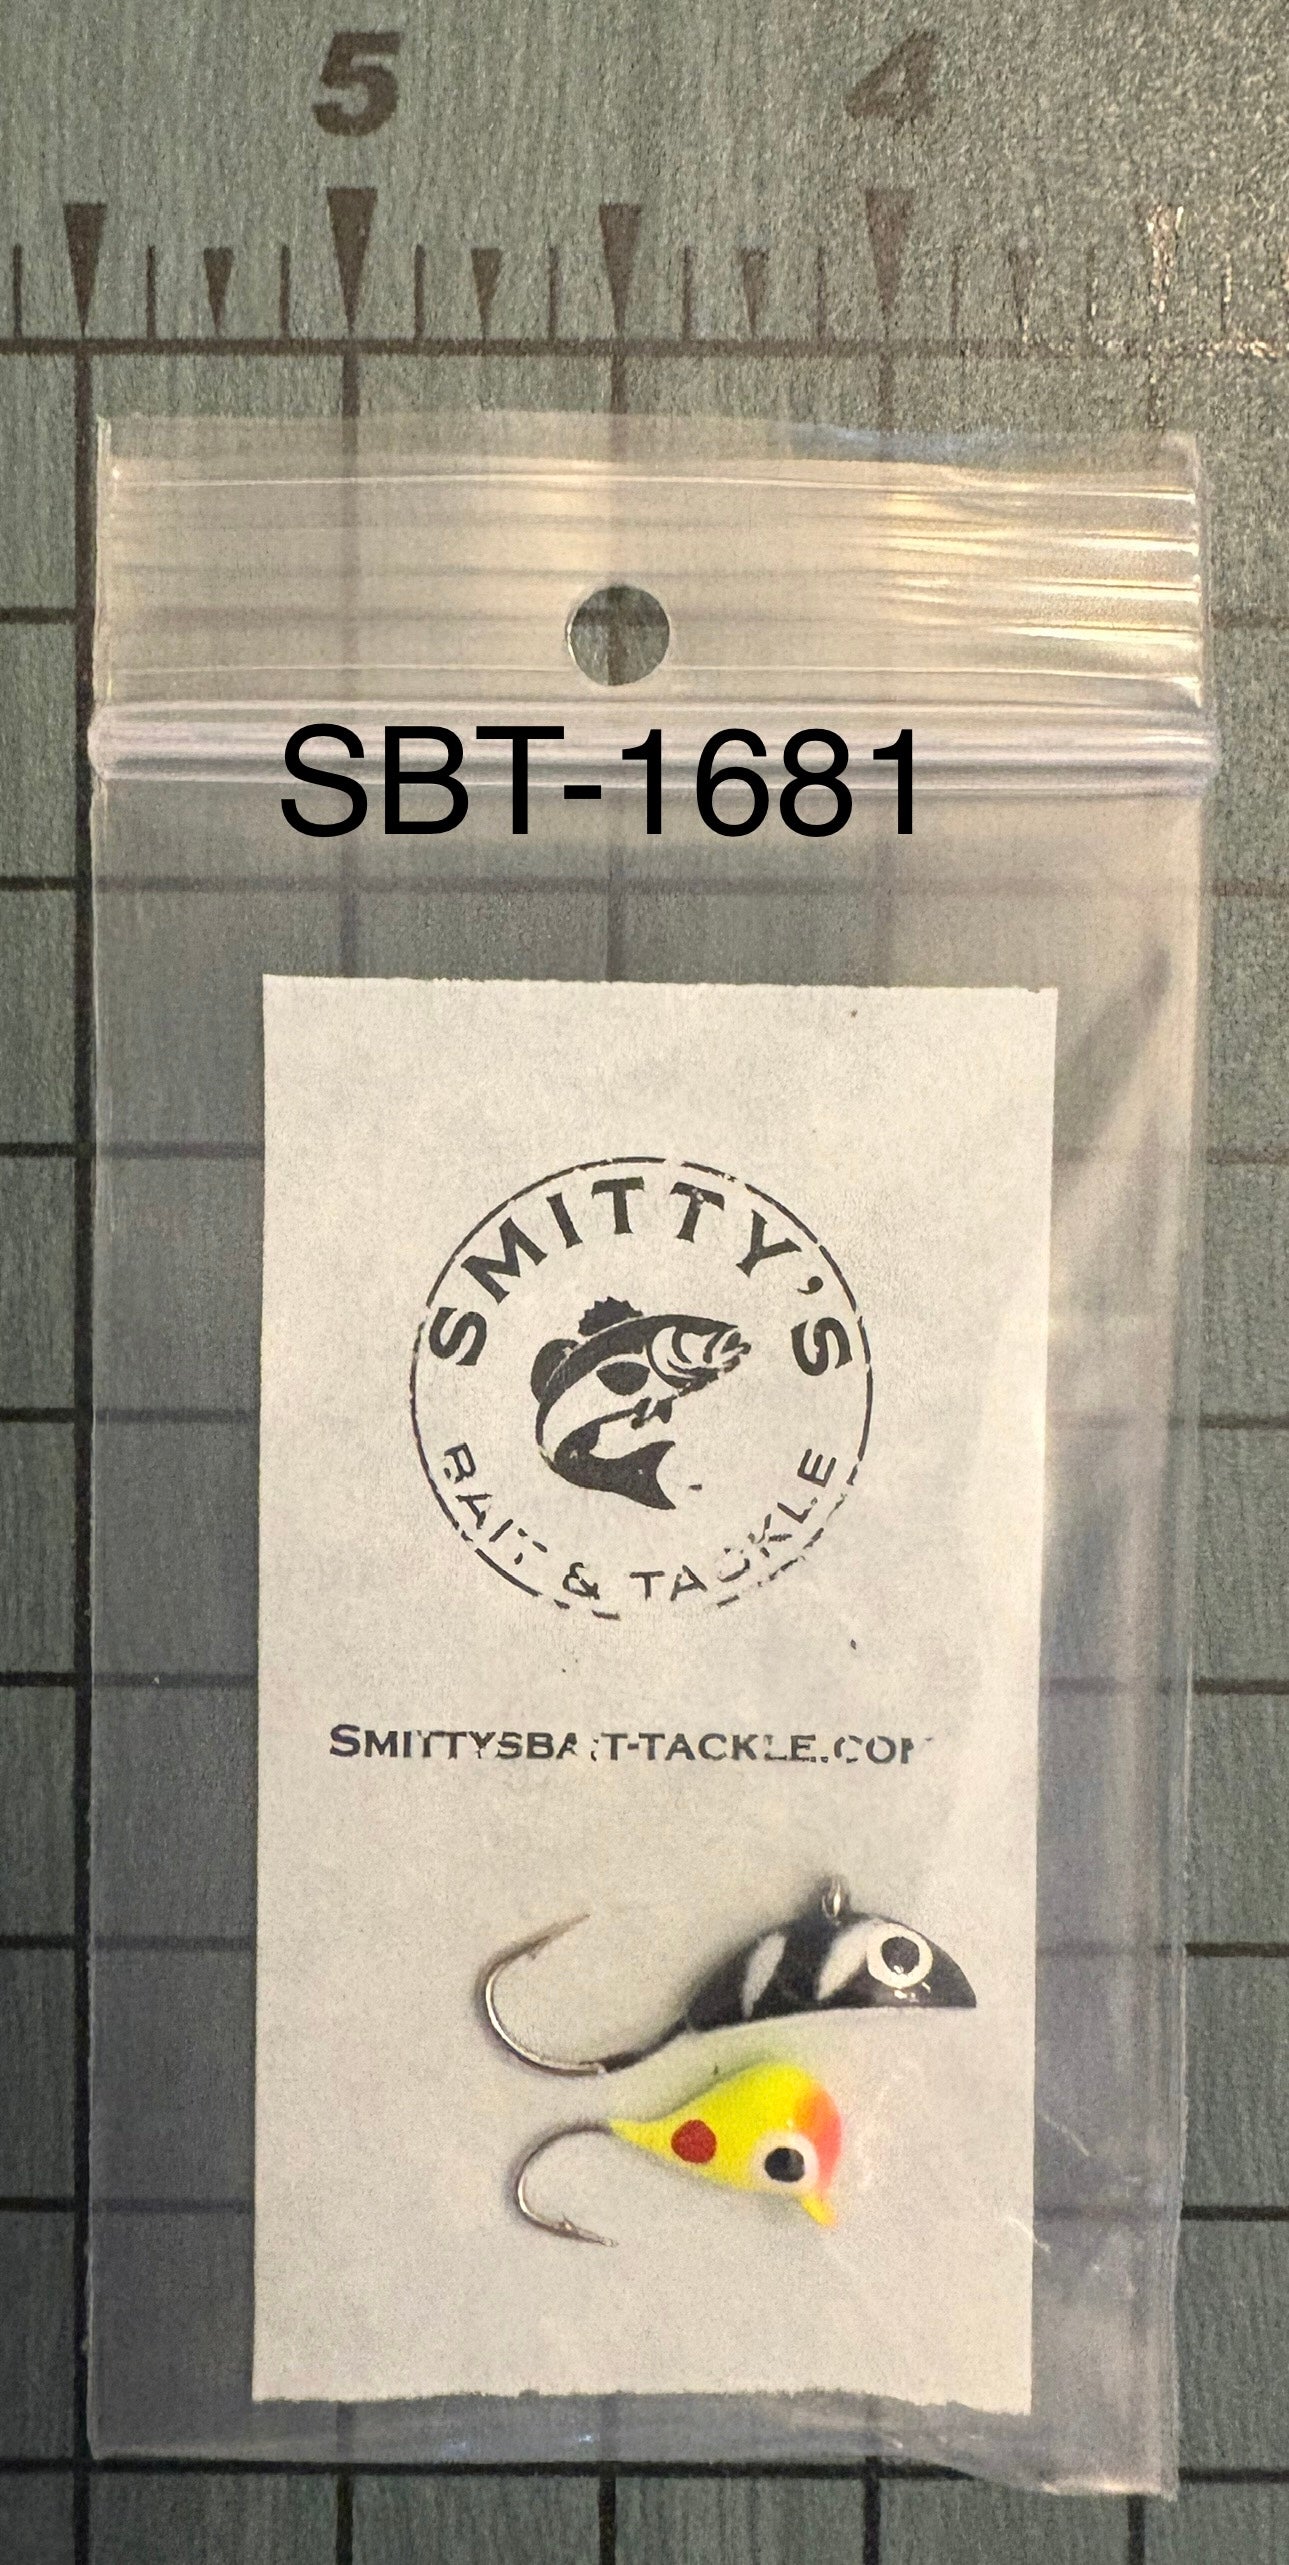 5 4
SBT-1681
SMITTY'S
BAIT & TACKLE
SMITTYSBAIT-TACKLE.COM